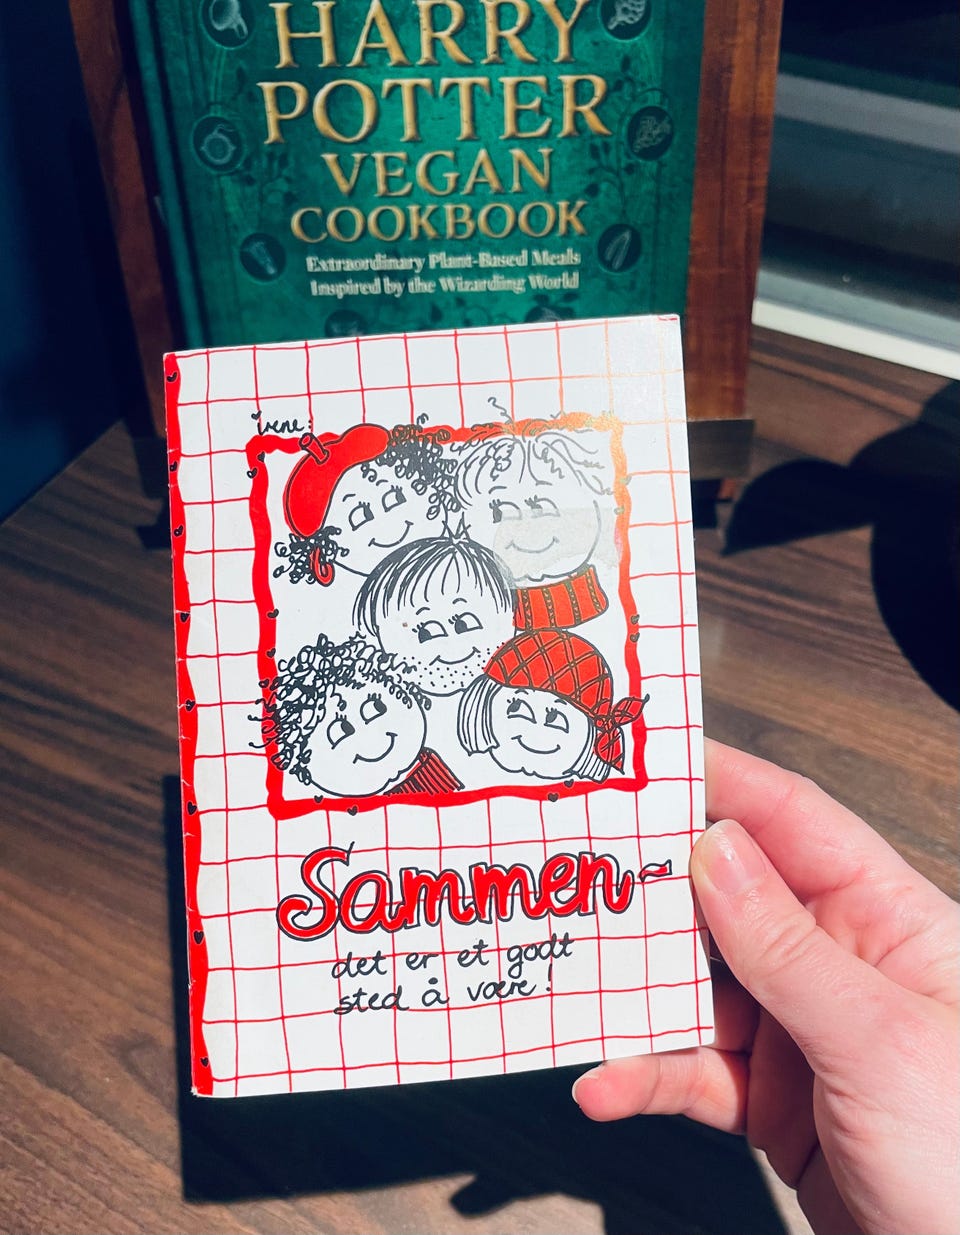 HARRY
POTTER
VEGAN
COOKBOOK
Extraordinary Plant-Based Meals
Inspired by the Wizarding World
Sammen~
det er et godt
sted å være!